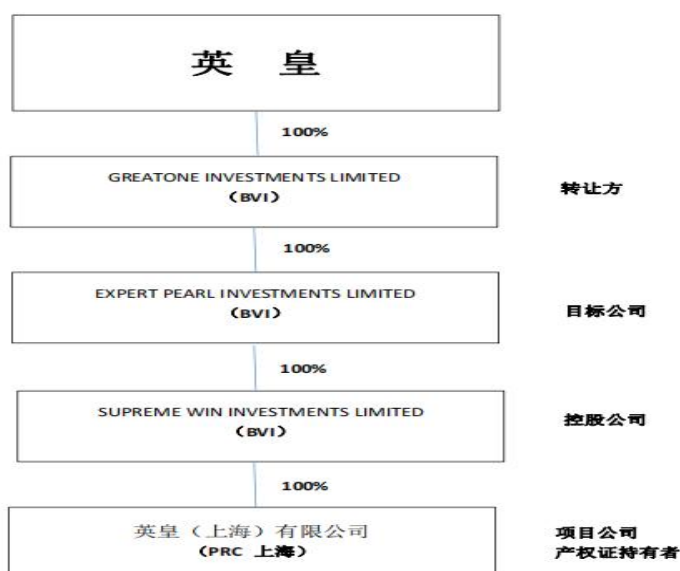 英 皇
100%
GREATONE INVESTMENTS LIMITED
（BVI）
转让方
100%
EXPERT PEARL INVESTMENTS LIMITED
（BVI）
目标公司
100%
SUPREME WIN INVESTMENTS LIMITED
（BVI）
控股公司
100%
英皇（上海）有限公司
（PRC 上海）
项目公司
产权证持有者